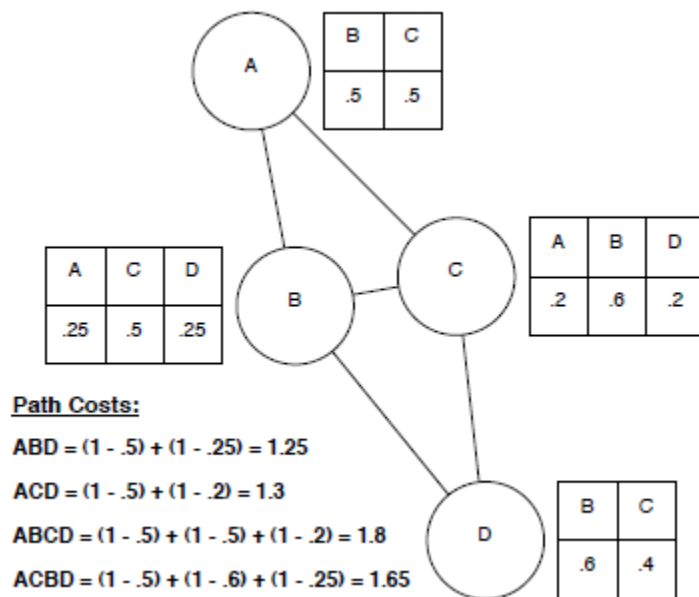 A
B C
.5 .5
A B D
.2 .6 .2
C
A C D
.25 .5 .25
B
Path Costs:
ABD = (1 - .5) + (1 - .25) = 1.25
ACD = (1 - .5) + (1 - .2) = 1.3
ABCD = (1 - .5) + (1 - .5) + (1 - .2) = 1.8
ACBD = (1 - .5) + (1 - .6) + (1 - .25) = 1.65
D
B C
.6 .4